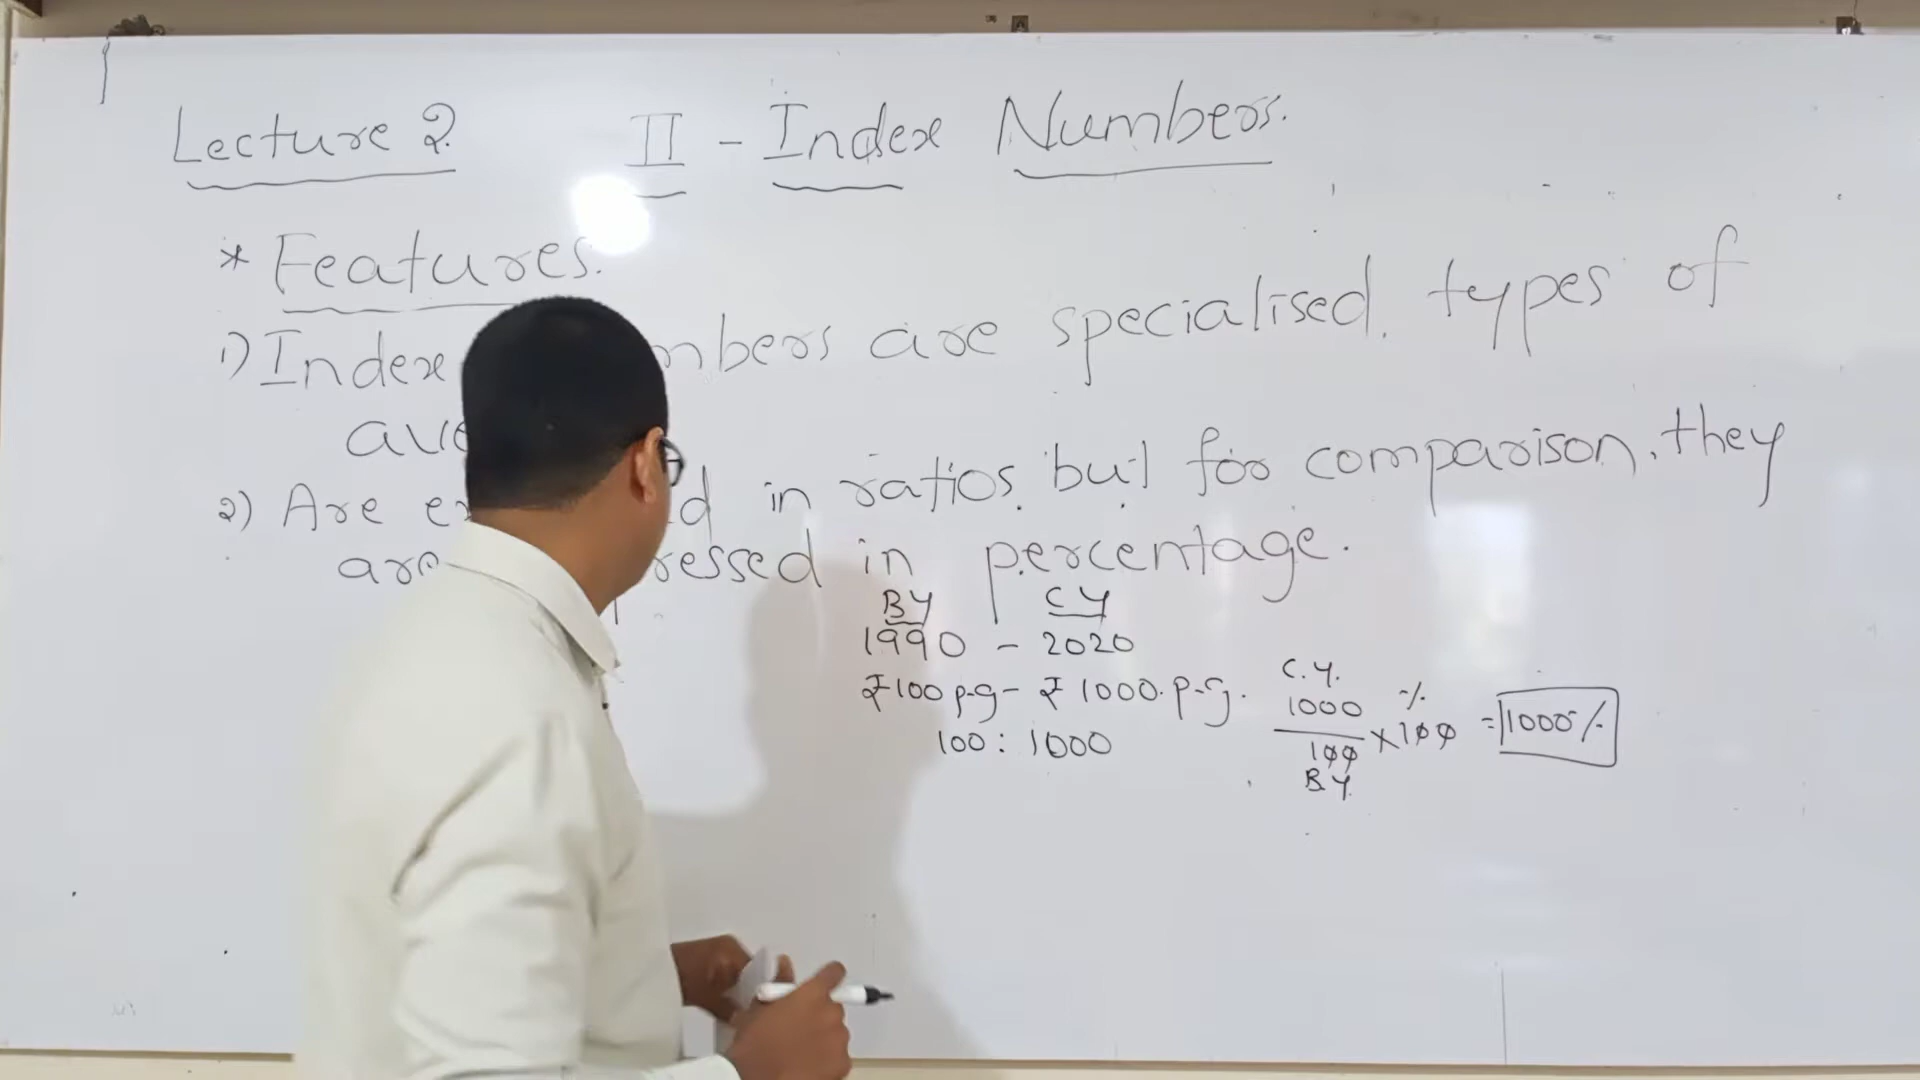 Lecture 2. II - Index Numbers.
* Features.
1) Index mbers are specialised types of
ave
2) Are ex d in ratios but for comparison, they
are ressed in percentage.
BY CY
1990 - 2020
₹100 p.g - ₹1000. p.g.
100 : 1000
C.Y.
1000 / 100 × 100 % = 1000 %
B.Y.